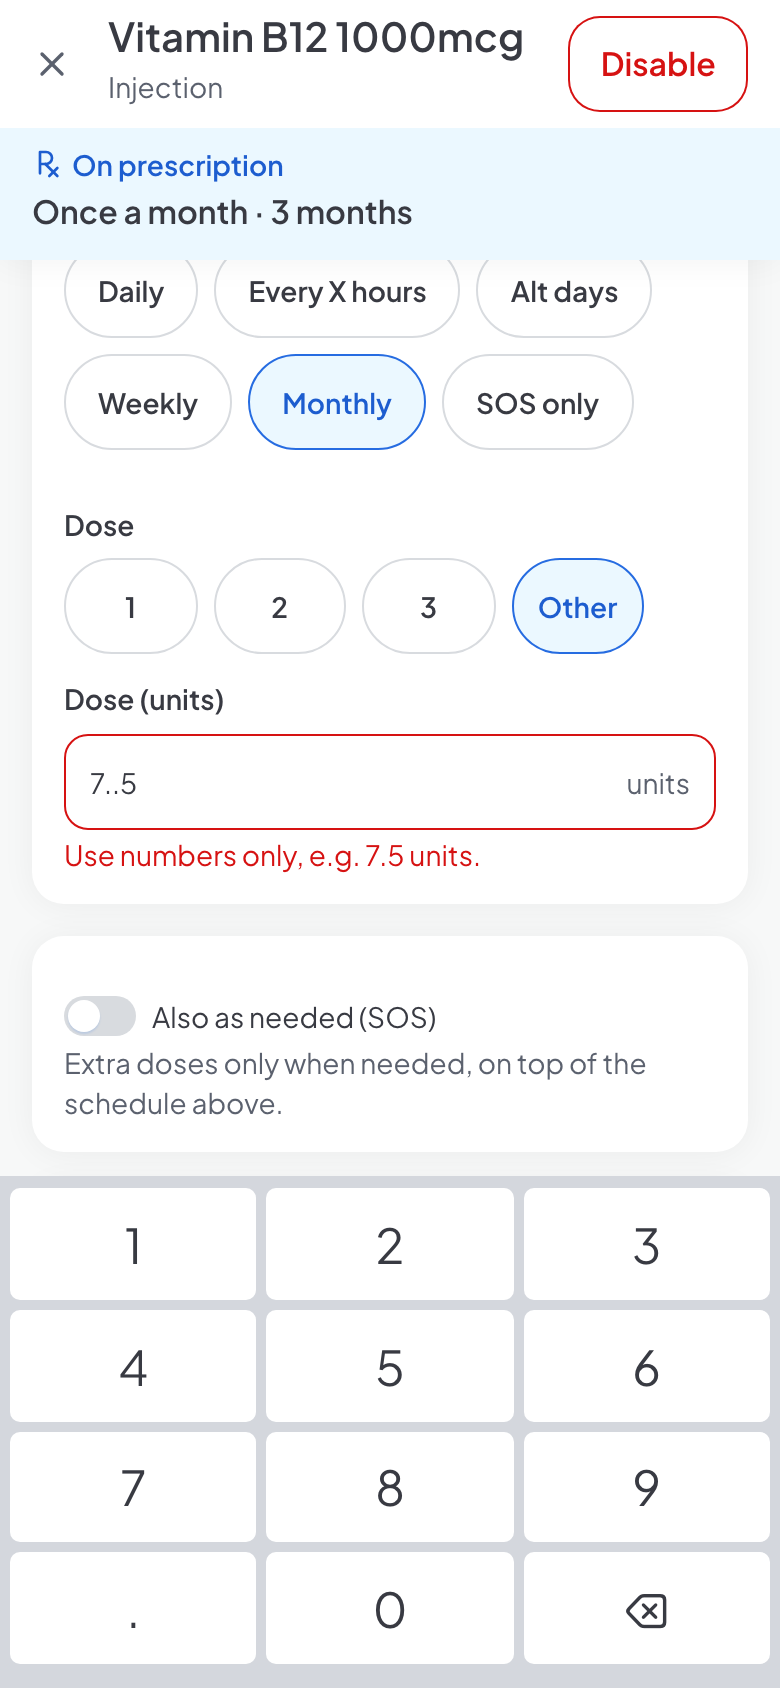 Vitamin B12 1000mcg
Injection
Disable
On prescription
Once a month · 3 months
Daily
Every X hours
Alt days
Weekly
Monthly
SOS only
Dose
1
2
3
Other
Dose (units)
7..5
units
Use numbers only, e.g. 7.5 units.
Also as needed (SOS)
Extra doses only when needed, on top of the
schedule above.
1
2
3
4
5
6
7
8
9
.
0